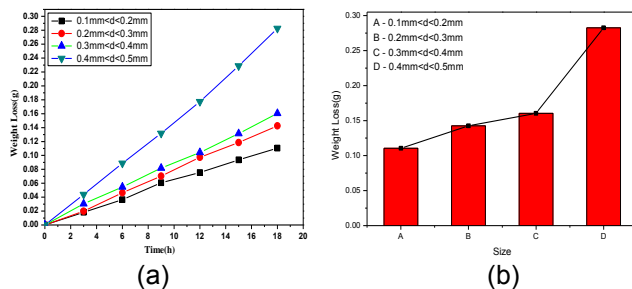 0.1mm<d<0.2mm
0.2mm<d<0.3mm
0.3mm<d<0.4mm
0.4mm<d<0.5mm
Weight Loss(g)
0.30
0.28
0.26
0.24
0.22
0.20
0.18
0.16
0.14
0.12
0.10
0.08
0.06
0.04
0.02
0.00
0 2 4 6 8 10 12 14 16 18 20
Time(h)
(a)
A - 0.1mm<d<0.2mm
B - 0.2mm<d<0.3mm
C - 0.3mm<d<0.4mm
D - 0.4mm<d<0.5mm
Weight Loss(g)
0.30
0.25
0.20
0.15
0.10
0.05
0.00
A B C D
Size
(b)